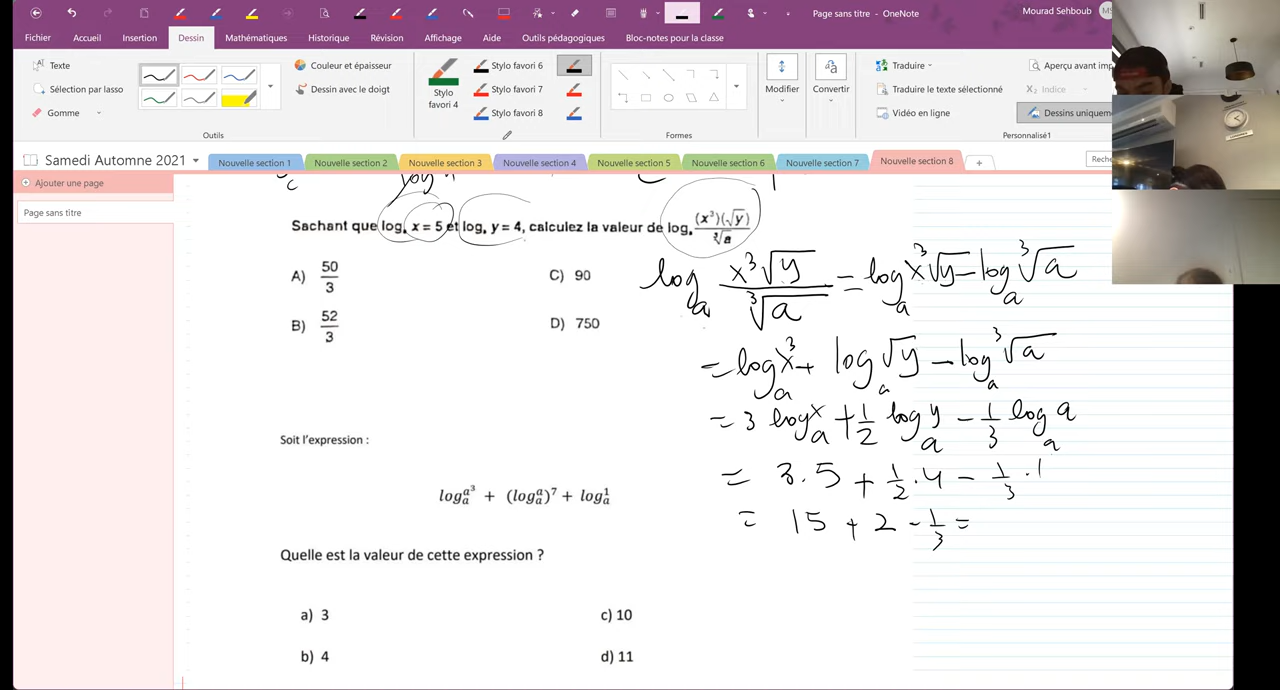 Page sans titre - OneNote
Mourad Sehboub
Fichier Accueil Insertion Dessin Mathématiques Historique Révision Affichage Aide Outils pédagogiques Bloc-notes pour la classe
Texte
Sélection par lasso
Gomme
Outils
Couleur et épaisseur
Dessin avec le doigt
Stylo favori 4
Stylo favori 6
Stylo favori 7
Stylo favori 8
Formes
Modifier
Convertir
Traduire
Traduire le texte sélectionné
Vidéo en ligne
Aperçu avant imp
Indice
Dessins uniqueme
Personnalisé1
Samedi Automne 2021
Nouvelle section 1 Nouvelle section 2 Nouvelle section 3 Nouvelle section 4 Nouvelle section 5 Nouvelle section 6 Nouvelle section 7 Nouvelle section 8 +
Reche
Ajouter une page
Page sans titre
Sachant que logₐ x = 5 et logₐ y = 4, calculez la valeur de logₐ (x³)(√y) / ∛a
A) 50/3
C) 90
B) 52/3
D) 750
logₐ x³√y / ∛a = logₐ x³√y - logₐ ∛a
= logₐ x³ + logₐ √y - logₐ ∛a
= 3 logₐ x + 1/2 logₐ y - 1/3 logₐ a
= 3.5 + 1/2 . 4 - 1/3 . 1
= 15 + 2 - 1/3 =
Soit l'expression :
logₐ a³ + (logₐ a)⁷ + logₐ 1
Quelle est la valeur de cette expression ?
a) 3
c) 10
b) 4
d) 11